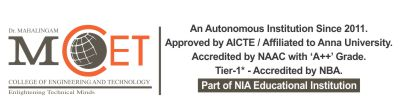 Dr. MAHALINGAM
MCET
COLLEGE OF ENGINEERING AND TECHNOLOGY
Enlightening Technical Minds
An Autonomous Institution Since 2011.
Approved by AICTE / Affiliated to Anna University.
Accredited by NAAC with ‘A++’ Grade.
Tier-1* - Accredited by NBA.
Part of NIA Educational Institution